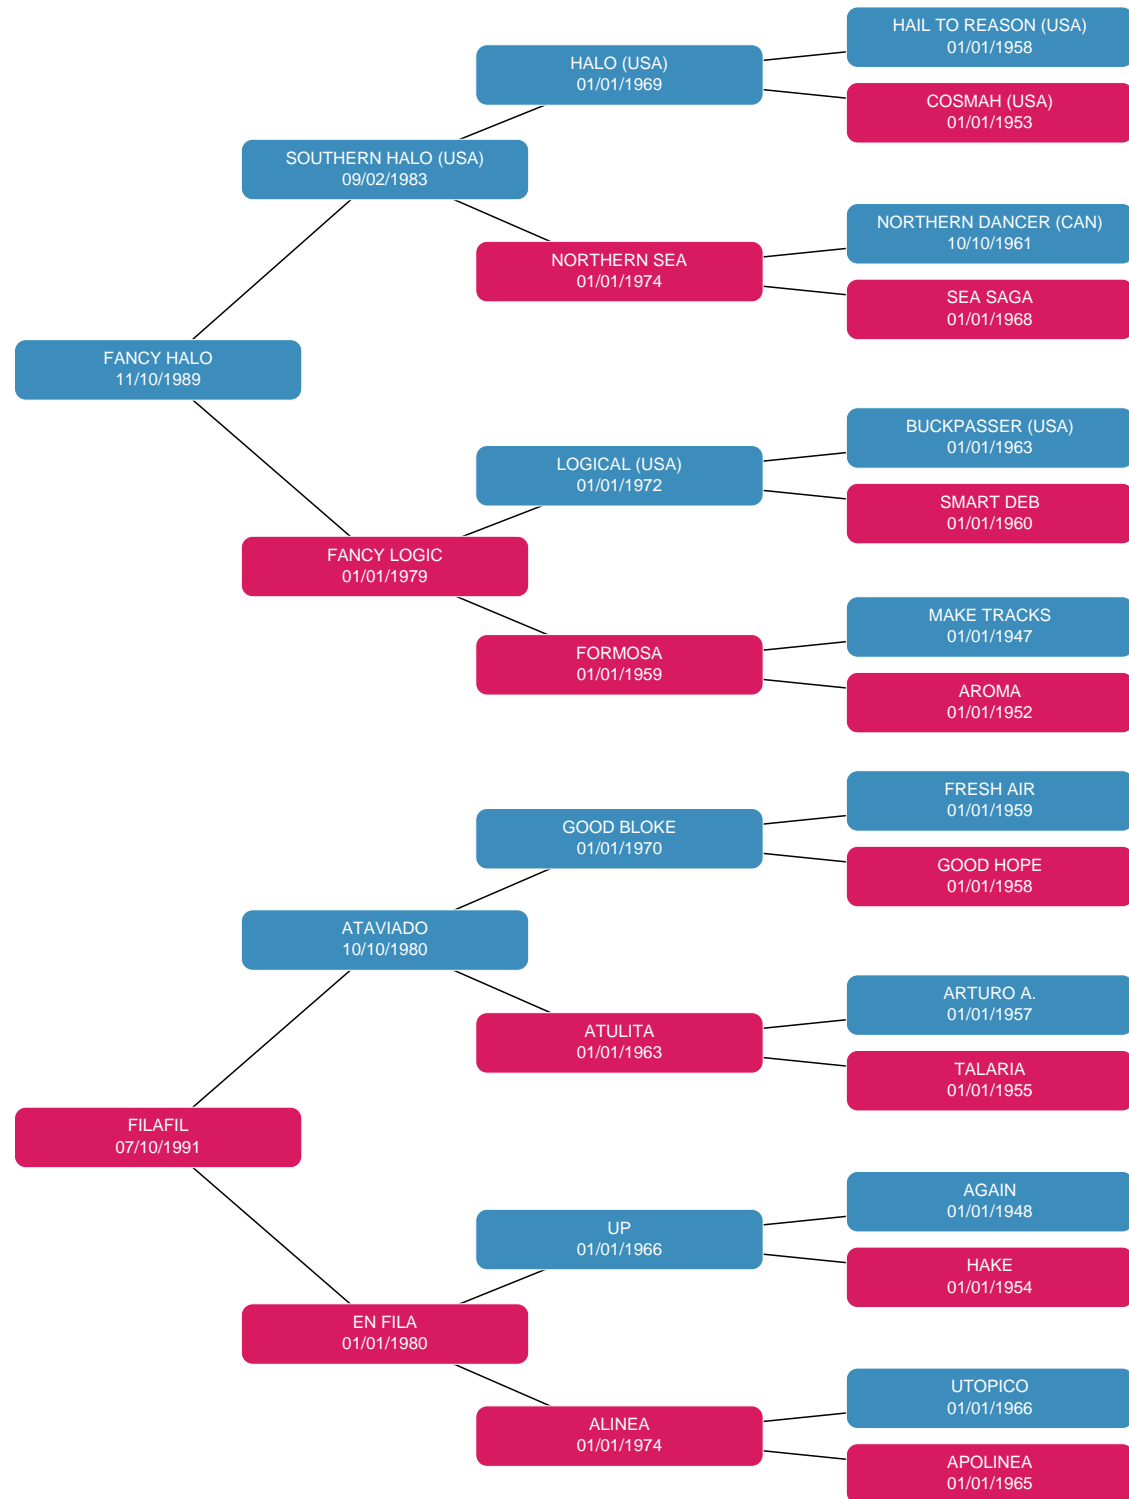 HAIL TO REASON (USA)
01/01/1958
HALO (USA)
01/01/1969
COSMAH (USA)
01/01/1953
SOUTHERN HALO (USA)
09/02/1983
NORTHERN DANCER (CAN)
10/10/1961
NORTHERN SEA
01/01/1974
SEA SAGA
01/01/1968
FANCY HALO
11/10/1989
BUCKPASSER (USA)
01/01/1963
LOGICAL (USA)
01/01/1972
SMART DEB
01/01/1960
FANCY LOGIC
01/01/1979
MAKE TRACKS
01/01/1947
FORMOSA
01/01/1959
AROMA
01/01/1952
FRESH AIR
01/01/1959
GOOD BLOKE
01/01/1970
GOOD HOPE
01/01/1958
ATAVIADO
10/10/1980
ARTURO A.
01/01/1957
ATULITA
01/01/1963
TALARIA
01/01/1955
FILAFIL
07/10/1991
AGAIN
01/01/1948
UP
01/01/1966
HAKE
01/01/1954
EN FILA
01/01/1980
UTOPICO
01/01/1966
ALINEA
01/01/1974
APOLINEA
01/01/1965